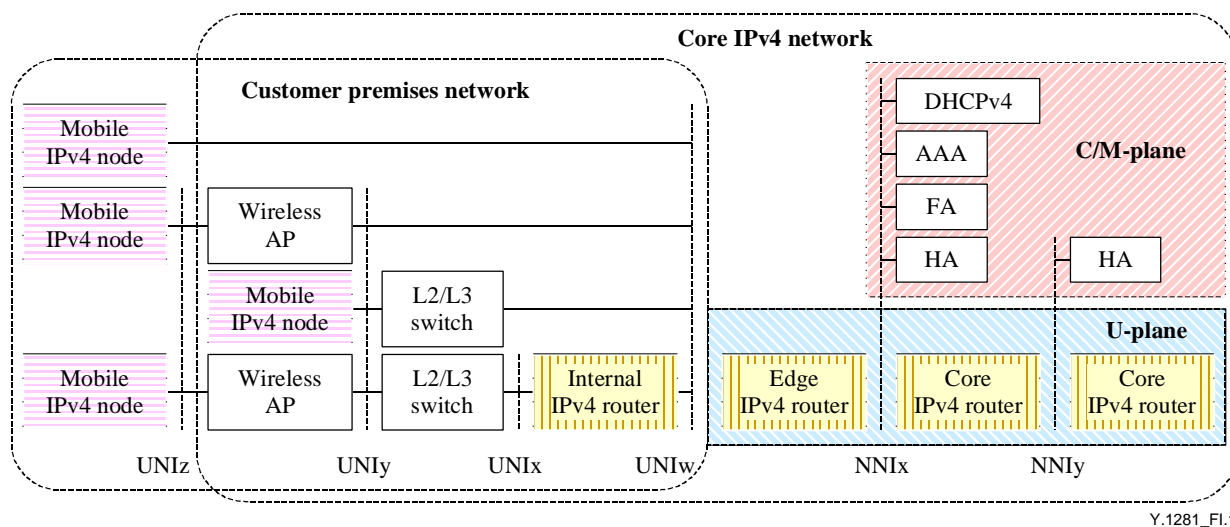 Core IPv4 network
Customer premises network
DHCPv4
Mobile
IPv4 node
AAA
C/M-plane
Mobile
IPv4 node
Wireless
AP
FA
HA
HA
Mobile
IPv4 node
L2/L3
switch
U-plane
Mobile
IPv4 node
Wireless
AP
L2/L3
switch
Internal
IPv4 router
Edge
IPv4 router
Core
IPv4 router
Core
IPv4 router
UNIz
UNIy
UNIx
UNIw
NNIx
NNIy